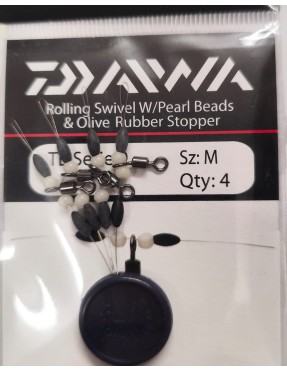 DAIWA
Rolling Swivel W/Pearl Beads
& Olive Rubber Stopper
Sz: M
Qty: 4